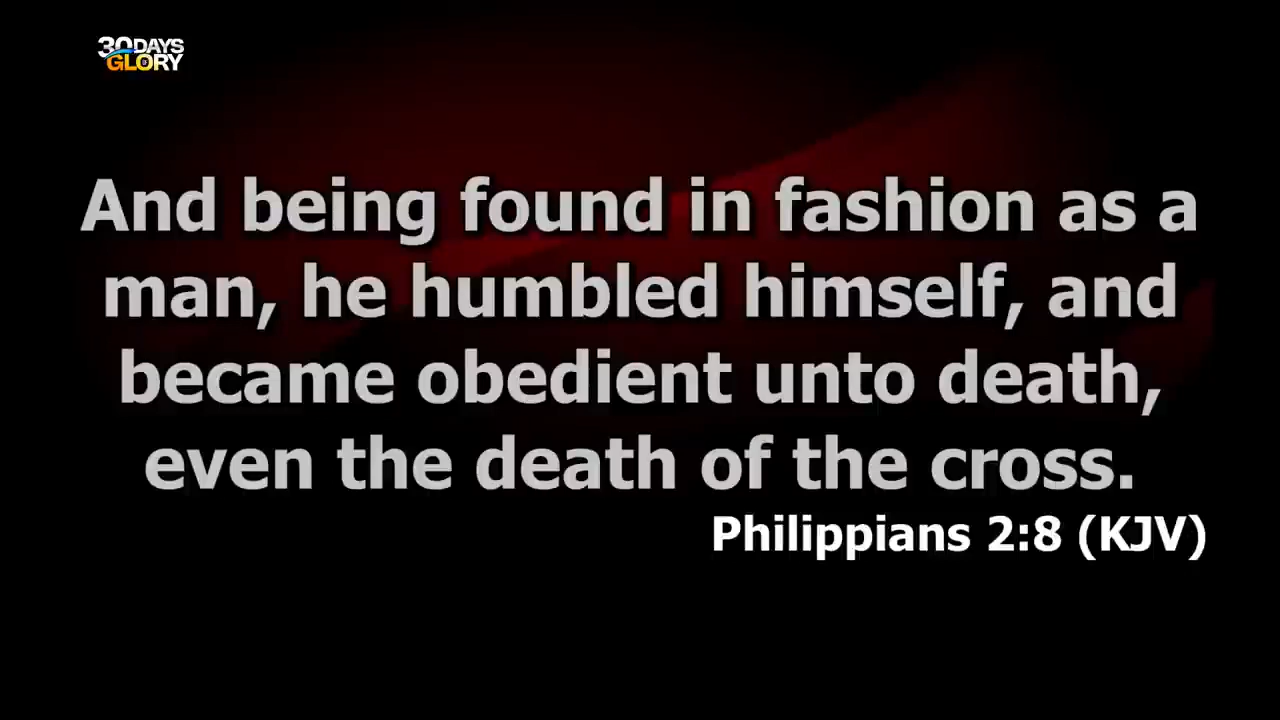 30DAYS
GLORY
And being found in fashion as a
man, he humbled himself, and
became obedient unto death,
even the death of the cross.
Philippians 2:8 (KJV)